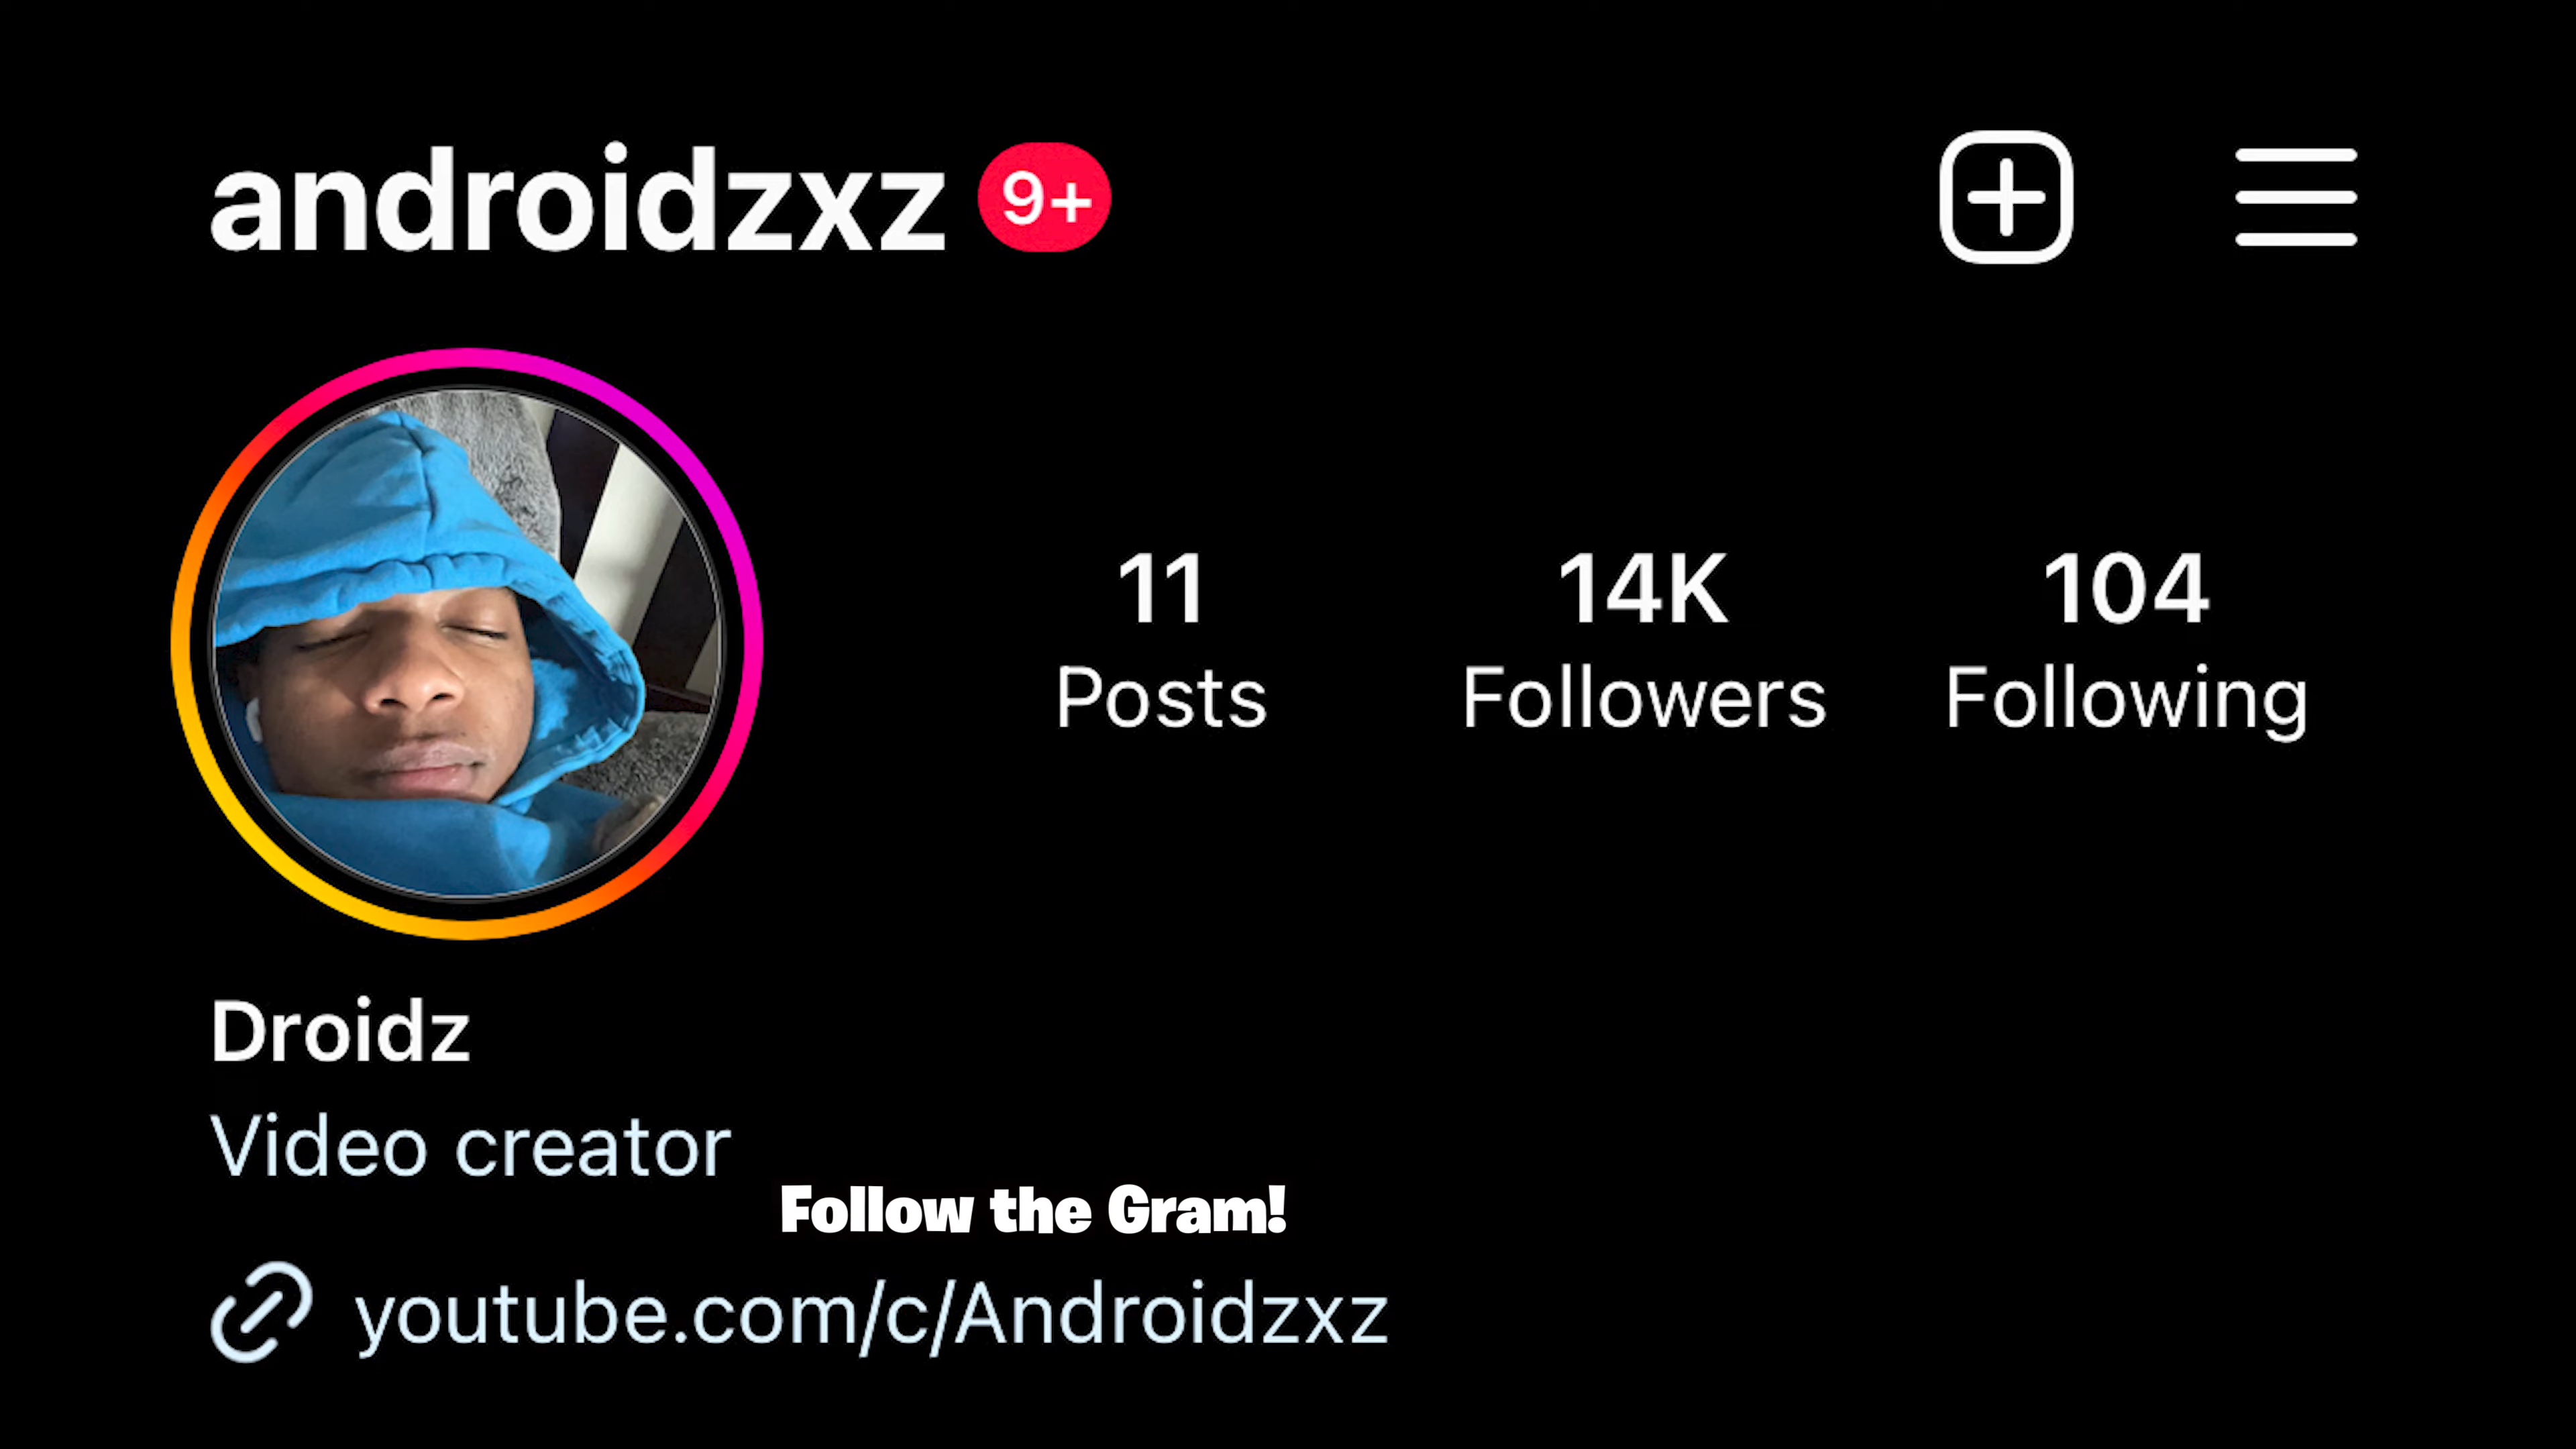 androidzxz 9+
11 14K 104
Posts Followers Following
Droidz
Video creator
Follow the Gram!
youtube.com/c/Androidzxz